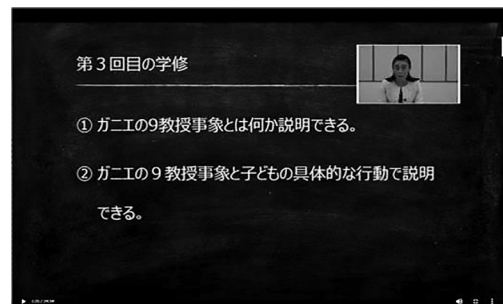 第３回目の学修
① ガニエの9教授事象とは何か説明できる。
② ガニエの９教授事象と子どもの具体的な行動で説明
できる。